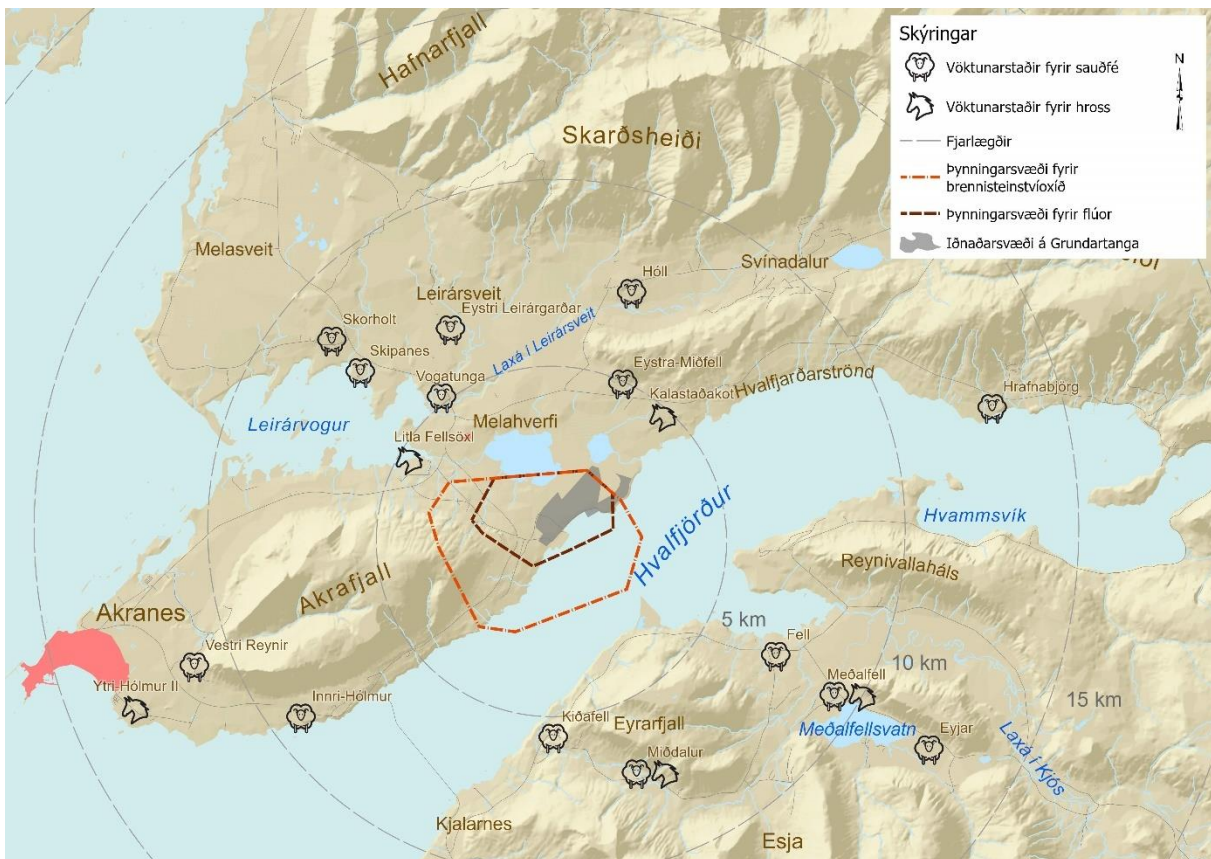 Hafnarfjall
Skarðsheiði
Skýringar
Vöktunarstaðir fyrir sauðfé
Vöktunarstaðir fyrir hross
Fjarlægðir
Þynningarsvæði fyrir
brennisteinstvíoxíð
Þynningarsvæði fyrir flúor
Iðnaðarsvæði á Grundartanga
N
Melasveit
Svínadalur
Hóll
Leirársveit
Eystri Leirárgarðar
Skorholt
Skipanes
Laxá í Leirársveit
Vogatunga
Eystra-Miðfell
Kalastaðakot
Hvalfjarðarströnd
Hrafnabjörg
Leirárvogur
Melahverfi
Litla Fellsöxl
Hvalfjörður
Hvammsvík
Reynivallaháls
Akrafjall
Akranes
Vestri Reynir
Ytri-Hólmur II
Innri-Hólmur
5 km
Fell
10 km
Meðalfell
15 km
Kiðafell
Eyrarfjall
Meðalfellsvatn
Eyjar
Laxá í Kjós
Miðdalur
Kjalarnes
Esja